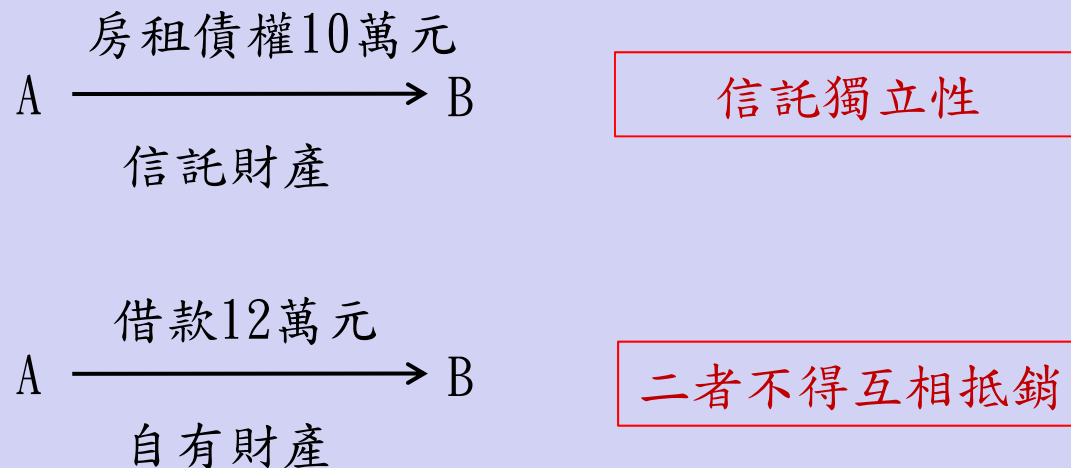 房租債權10萬元
A B
信託財產
信託獨立性
借款12萬元
A B
自有財產
二者不得互相抵銷